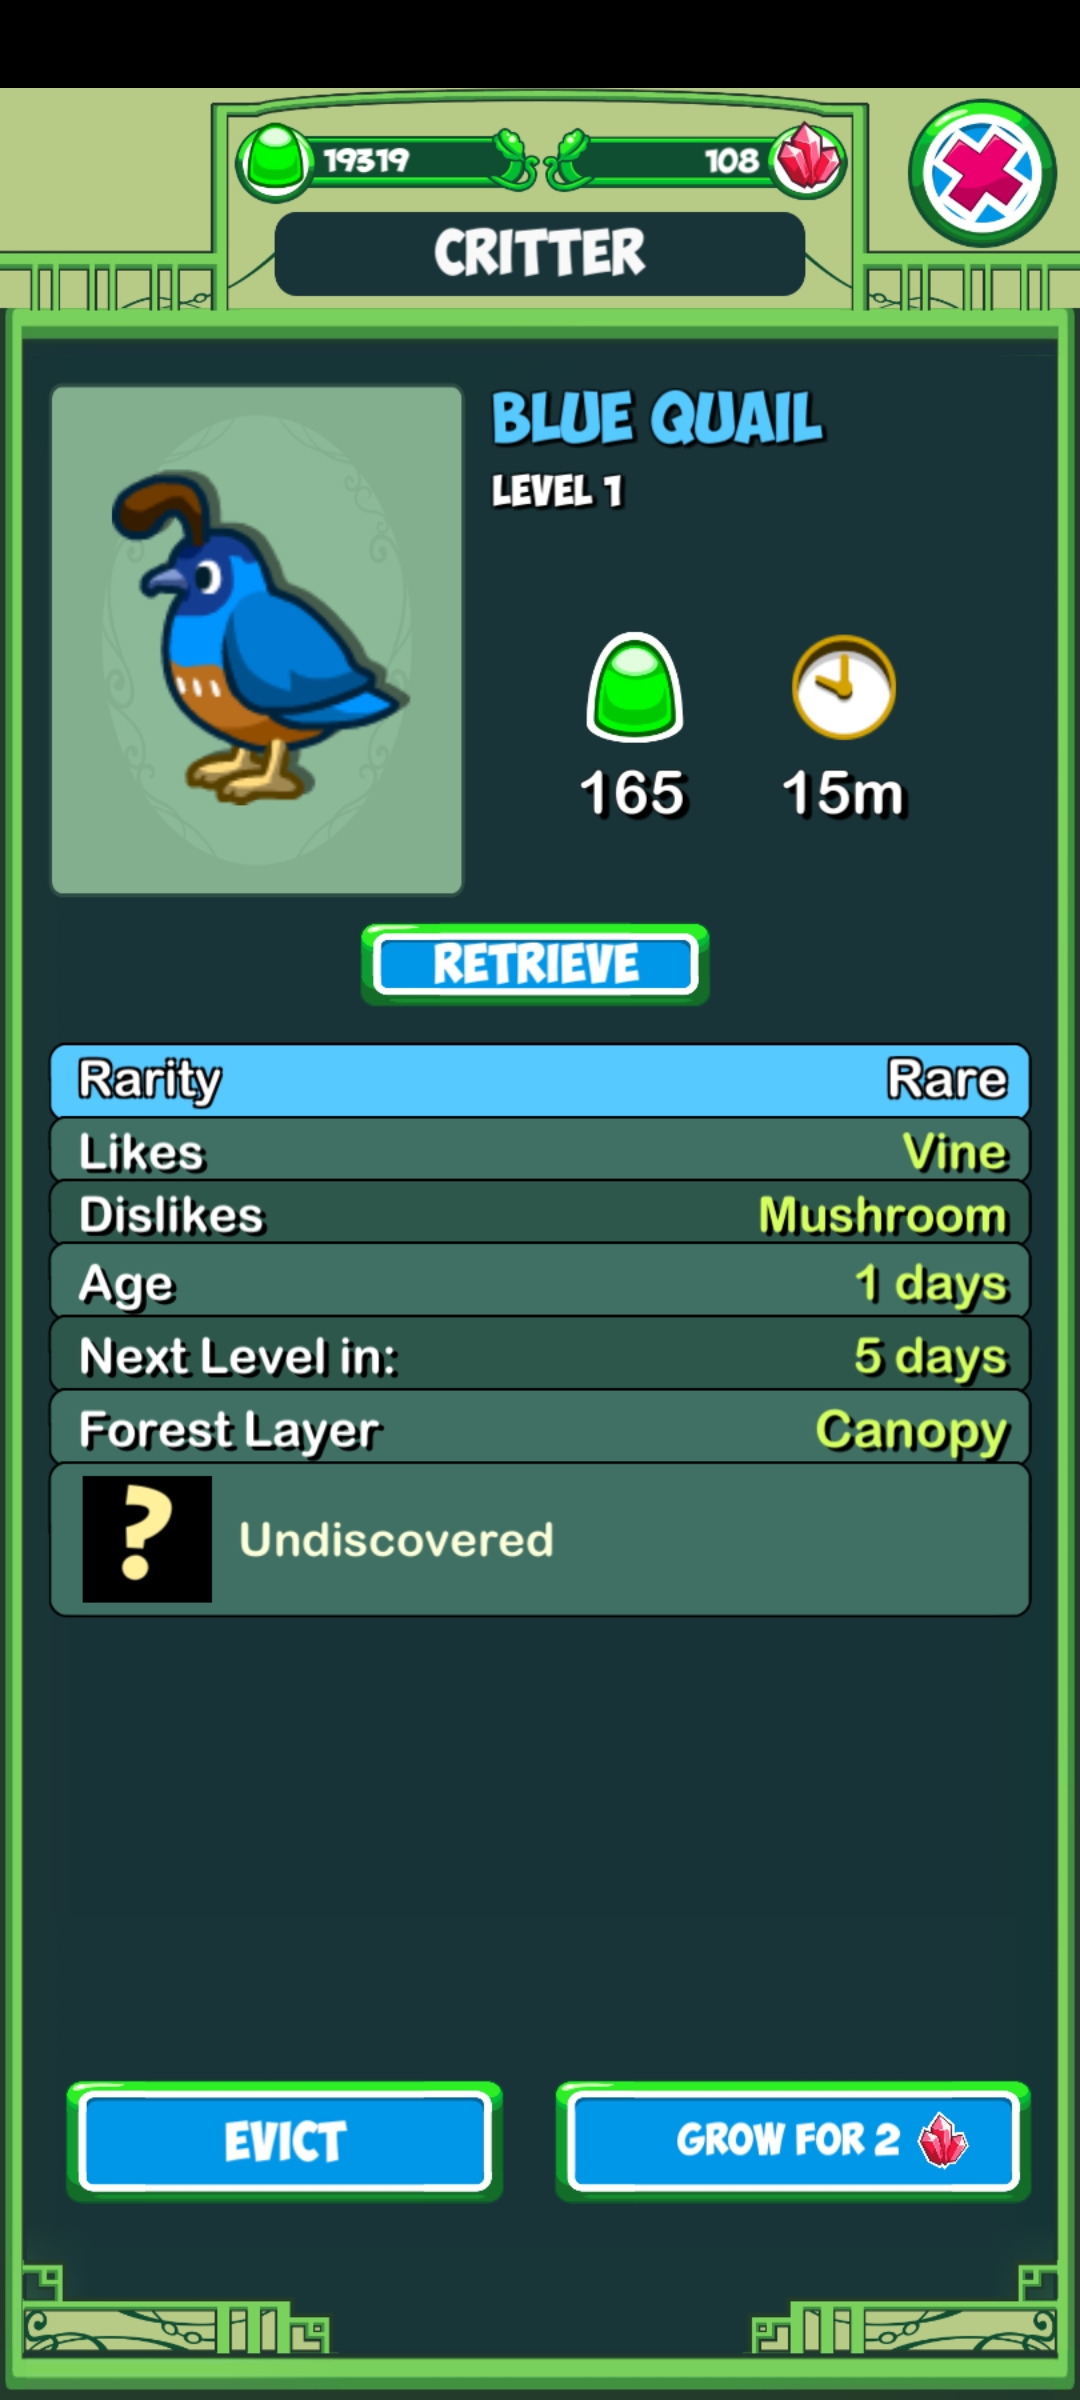 19319
108
CRITTER
BLUE QUAIL
LEVEL 1
165
15m
RETRIEVE
Rarity Rare
Likes Vine
Dislikes Mushroom
Age 1 days
Next Level in: 5 days
Forest Layer Canopy
? Undiscovered
EVICT
GROW FOR 2